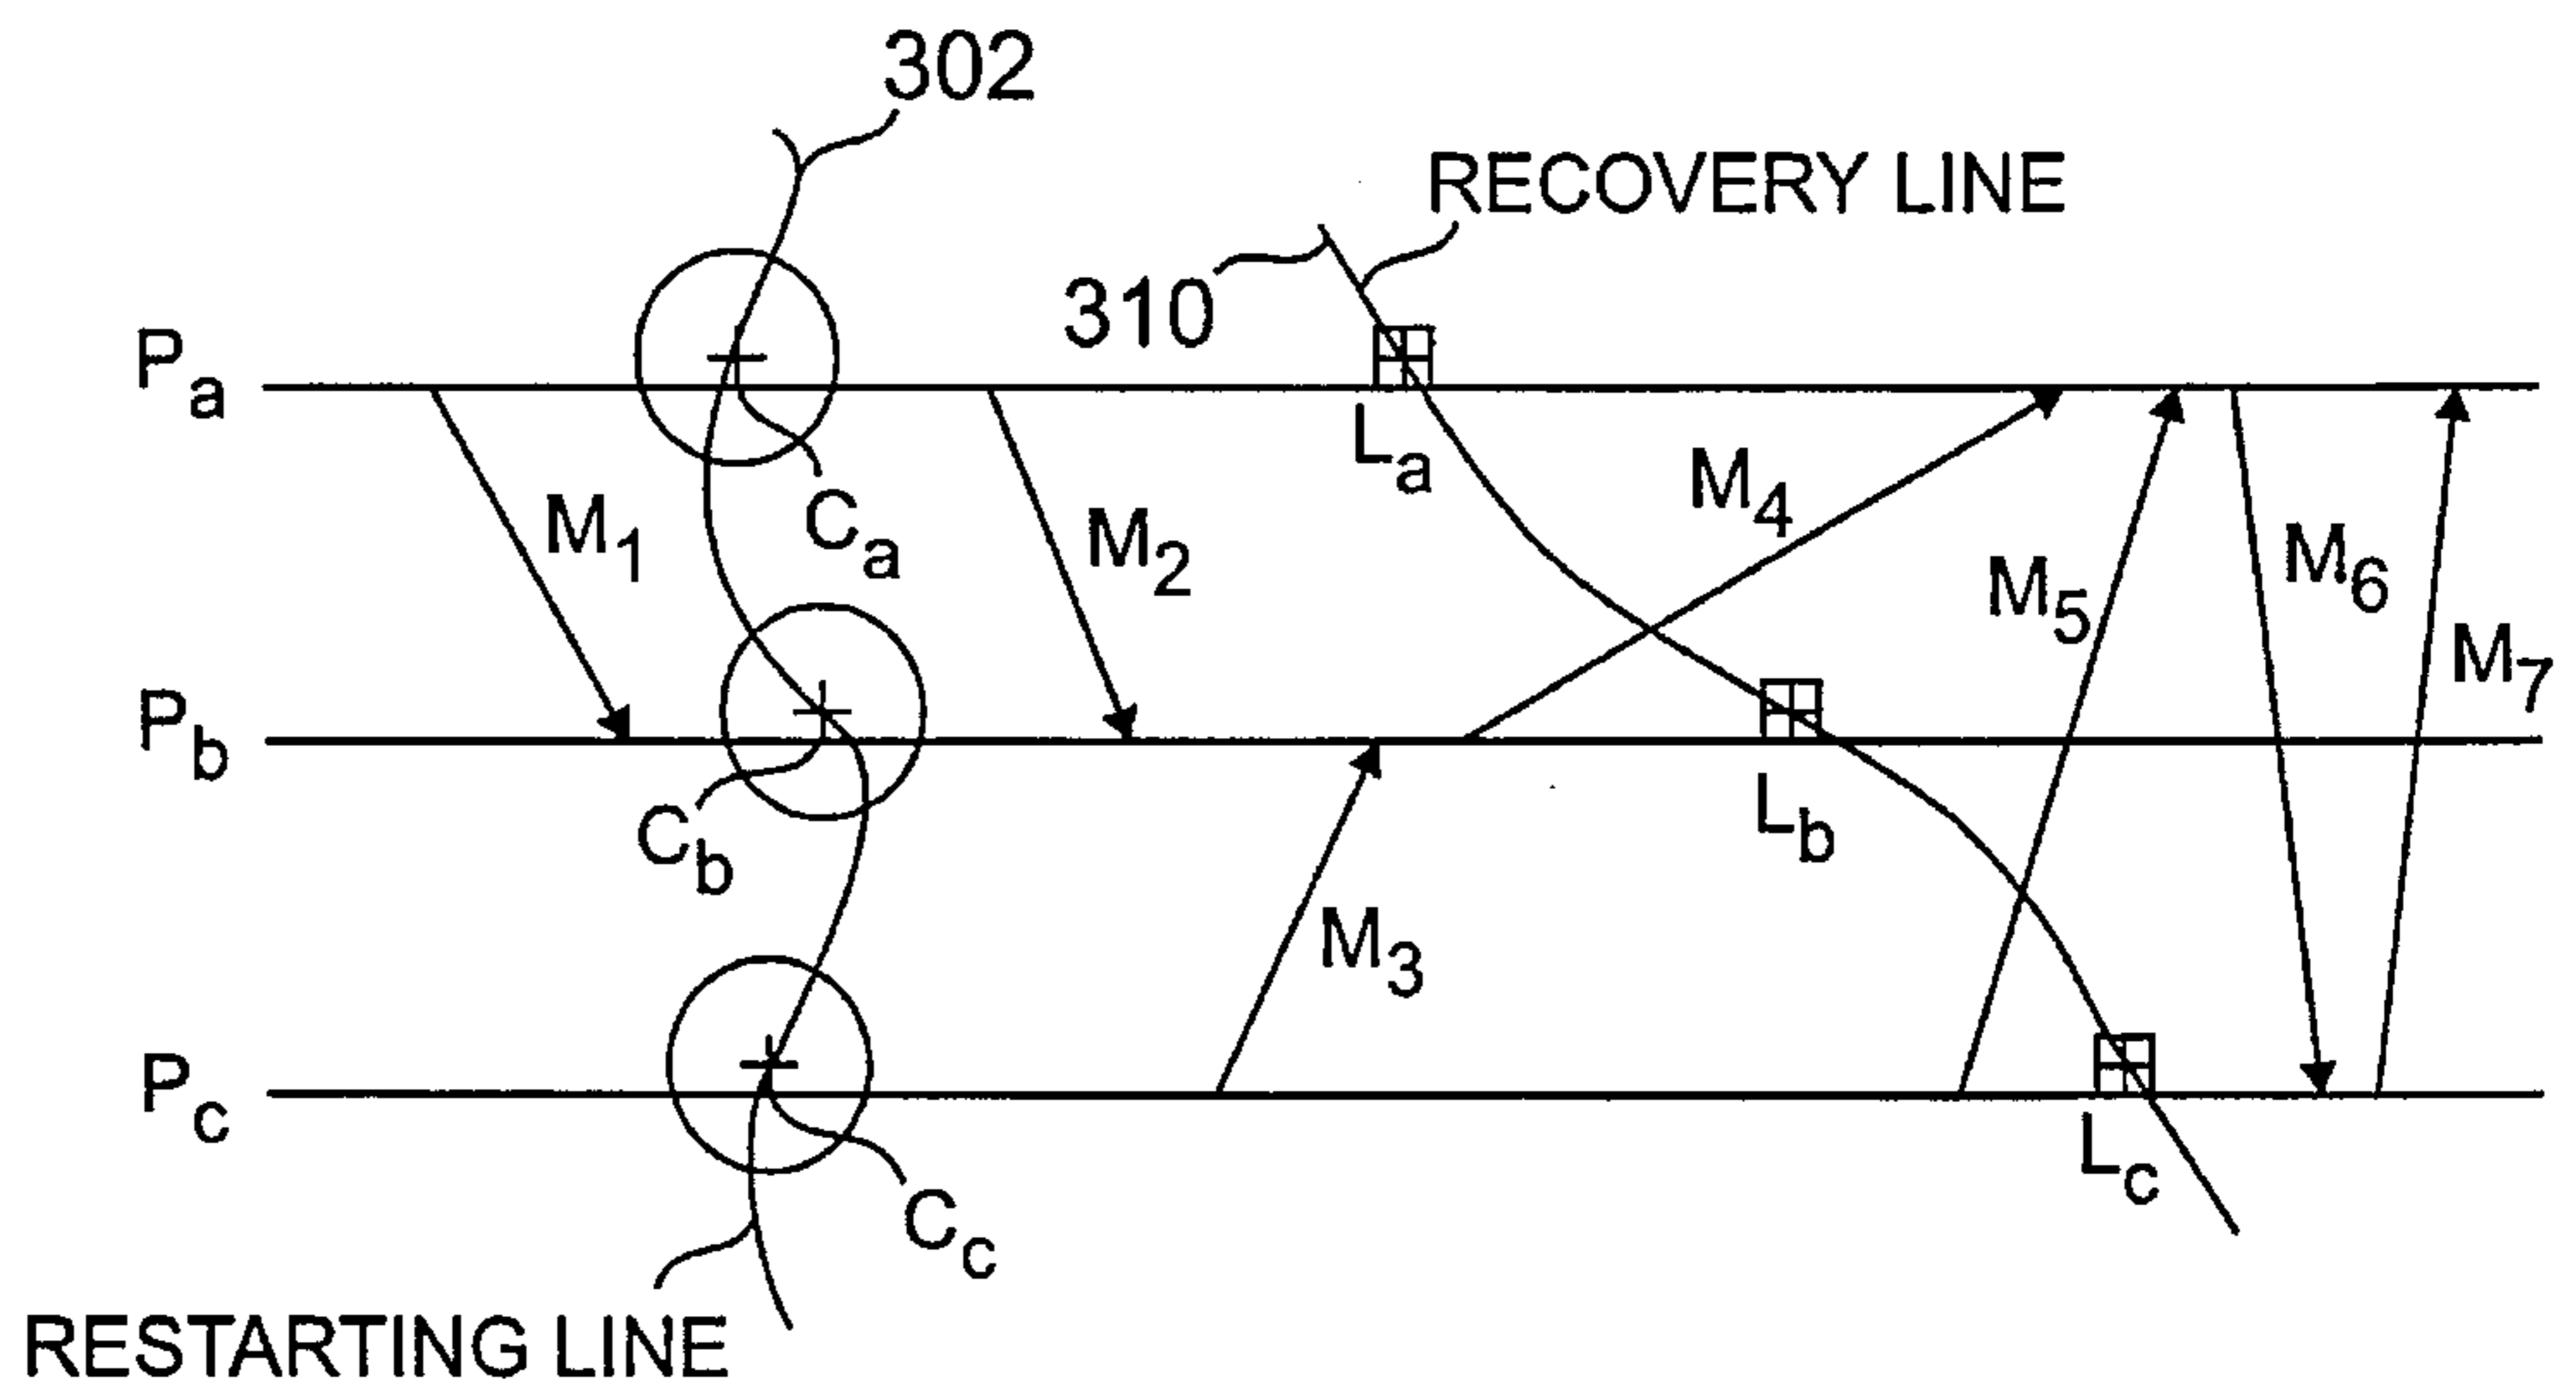 302
RECOVERY LINE
310
Pa
La
Ca
M1
M2
M4
M5
M6
M7
Pb
Cb
Lb
M3
Pc
Cc
Lc
RESTARTING LINE